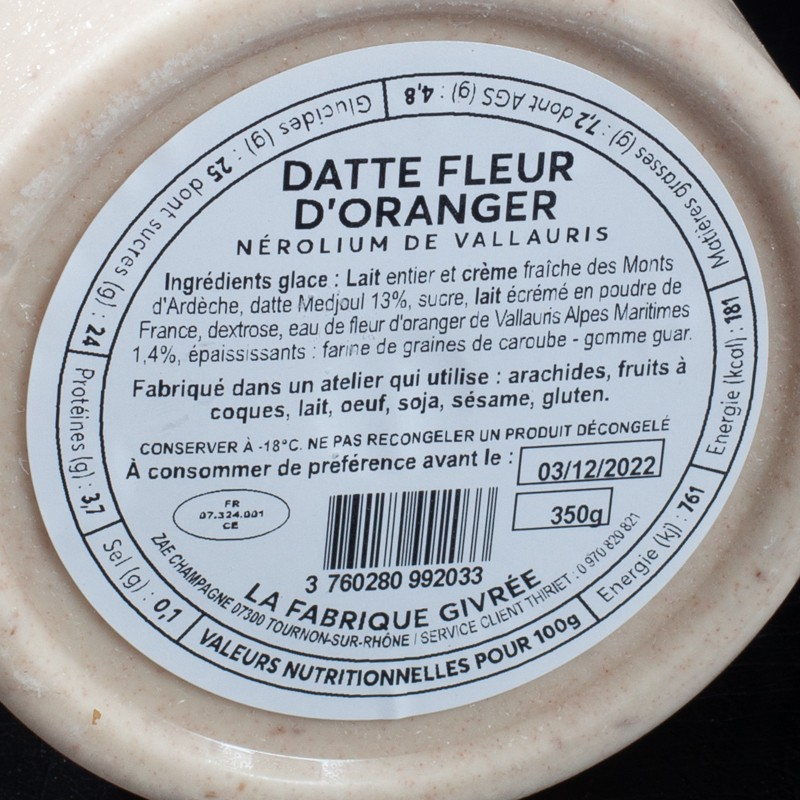 DATTE FLEUR
D'ORANGER
NÉROLIUM DE VALLAURIS
Ingrédients glace : Lait entier et crème fraîche des Monts
d'Ardèche, datte Medjoul 13%, sucre, lait écrémé en poudre de
France, dextrose, eau de fleur d'oranger de Vallauris Alpes Maritimes
1,4%, épaississants : farine de graines de caroube - gomme guar.
Fabriqué dans un atelier qui utilise : arachides, fruits à
coques, lait, oeuf, soja, sésame, gluten.
CONSERVER À -18°C. NE PAS RECONGELER UN PRODUIT DÉCONGELÉ
À consommer de préférence avant le : 03/12/2022
350g
FR
07.324.001
CE
3 760280 992033
LA FABRIQUE GIVRÉE
ZAE CHAMPAGNE 07300 TOURNON-SUR-RHÔNE / SERVICE CLIENT THIRIET : 0 970 820 821
VALEURS NUTRITIONNELLES POUR 100g
Energie (kj) : 761
Energie (kcal) : 181
Matières grasses (g) : 7,2 dont AGS (g) : 4,8
Glucides (g) : 25 dont sucres (g) : 24
Protéines (g) : 3,7
Sel (g) : 0,1